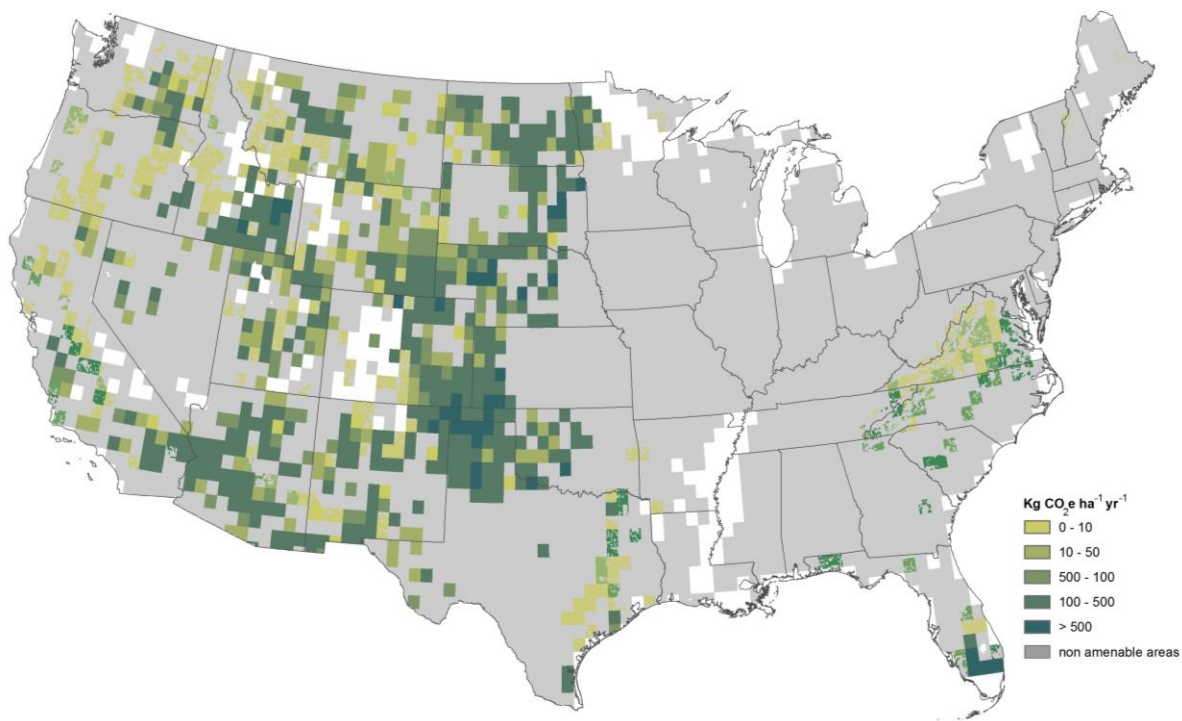 Kg CO₂e ha⁻¹ yr⁻¹
0 - 10
10 - 50
500 - 100
100 - 500
> 500
non amenable areas